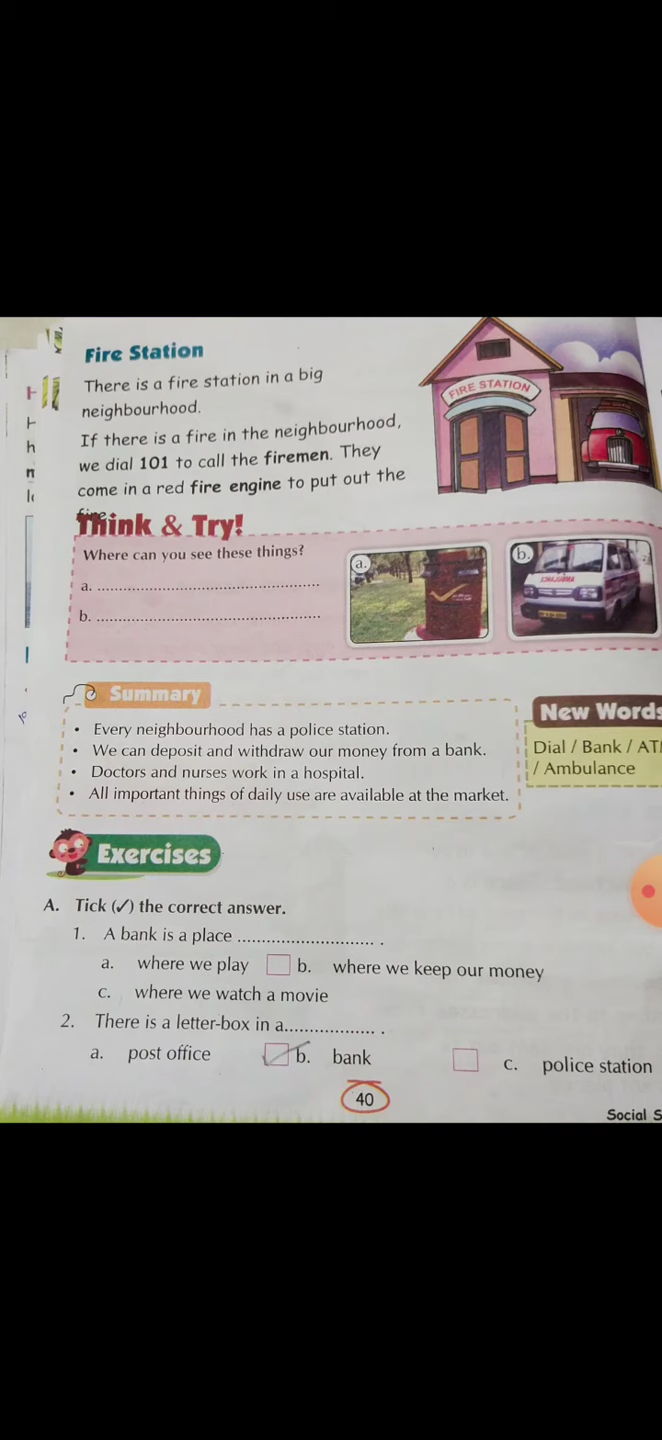 Fire Station
There is a fire station in a big
neighbourhood.
If there is a fire in the neighbourhood,
we dial 101 to call the firemen. They
come in a red fire engine to put out the
fire.
FIRE STATION
Think & Try!
Where can you see these things?
a. ..........................................
b. ..........................................
a.
b.
Summary
• Every neighbourhood has a police station.
• We can deposit and withdraw our money from a bank.
• Doctors and nurses work in a hospital.
• All important things of daily use are available at the market.
New Words
Dial / Bank / AT
/ Ambulance
Exercises
A. Tick (✓) the correct answer.
1. A bank is a place .......................... .
a. where we play b. where we keep our money
c. where we watch a movie
2. There is a letter-box in a.................. .
a. post office b. bank c. police station
40
Social S